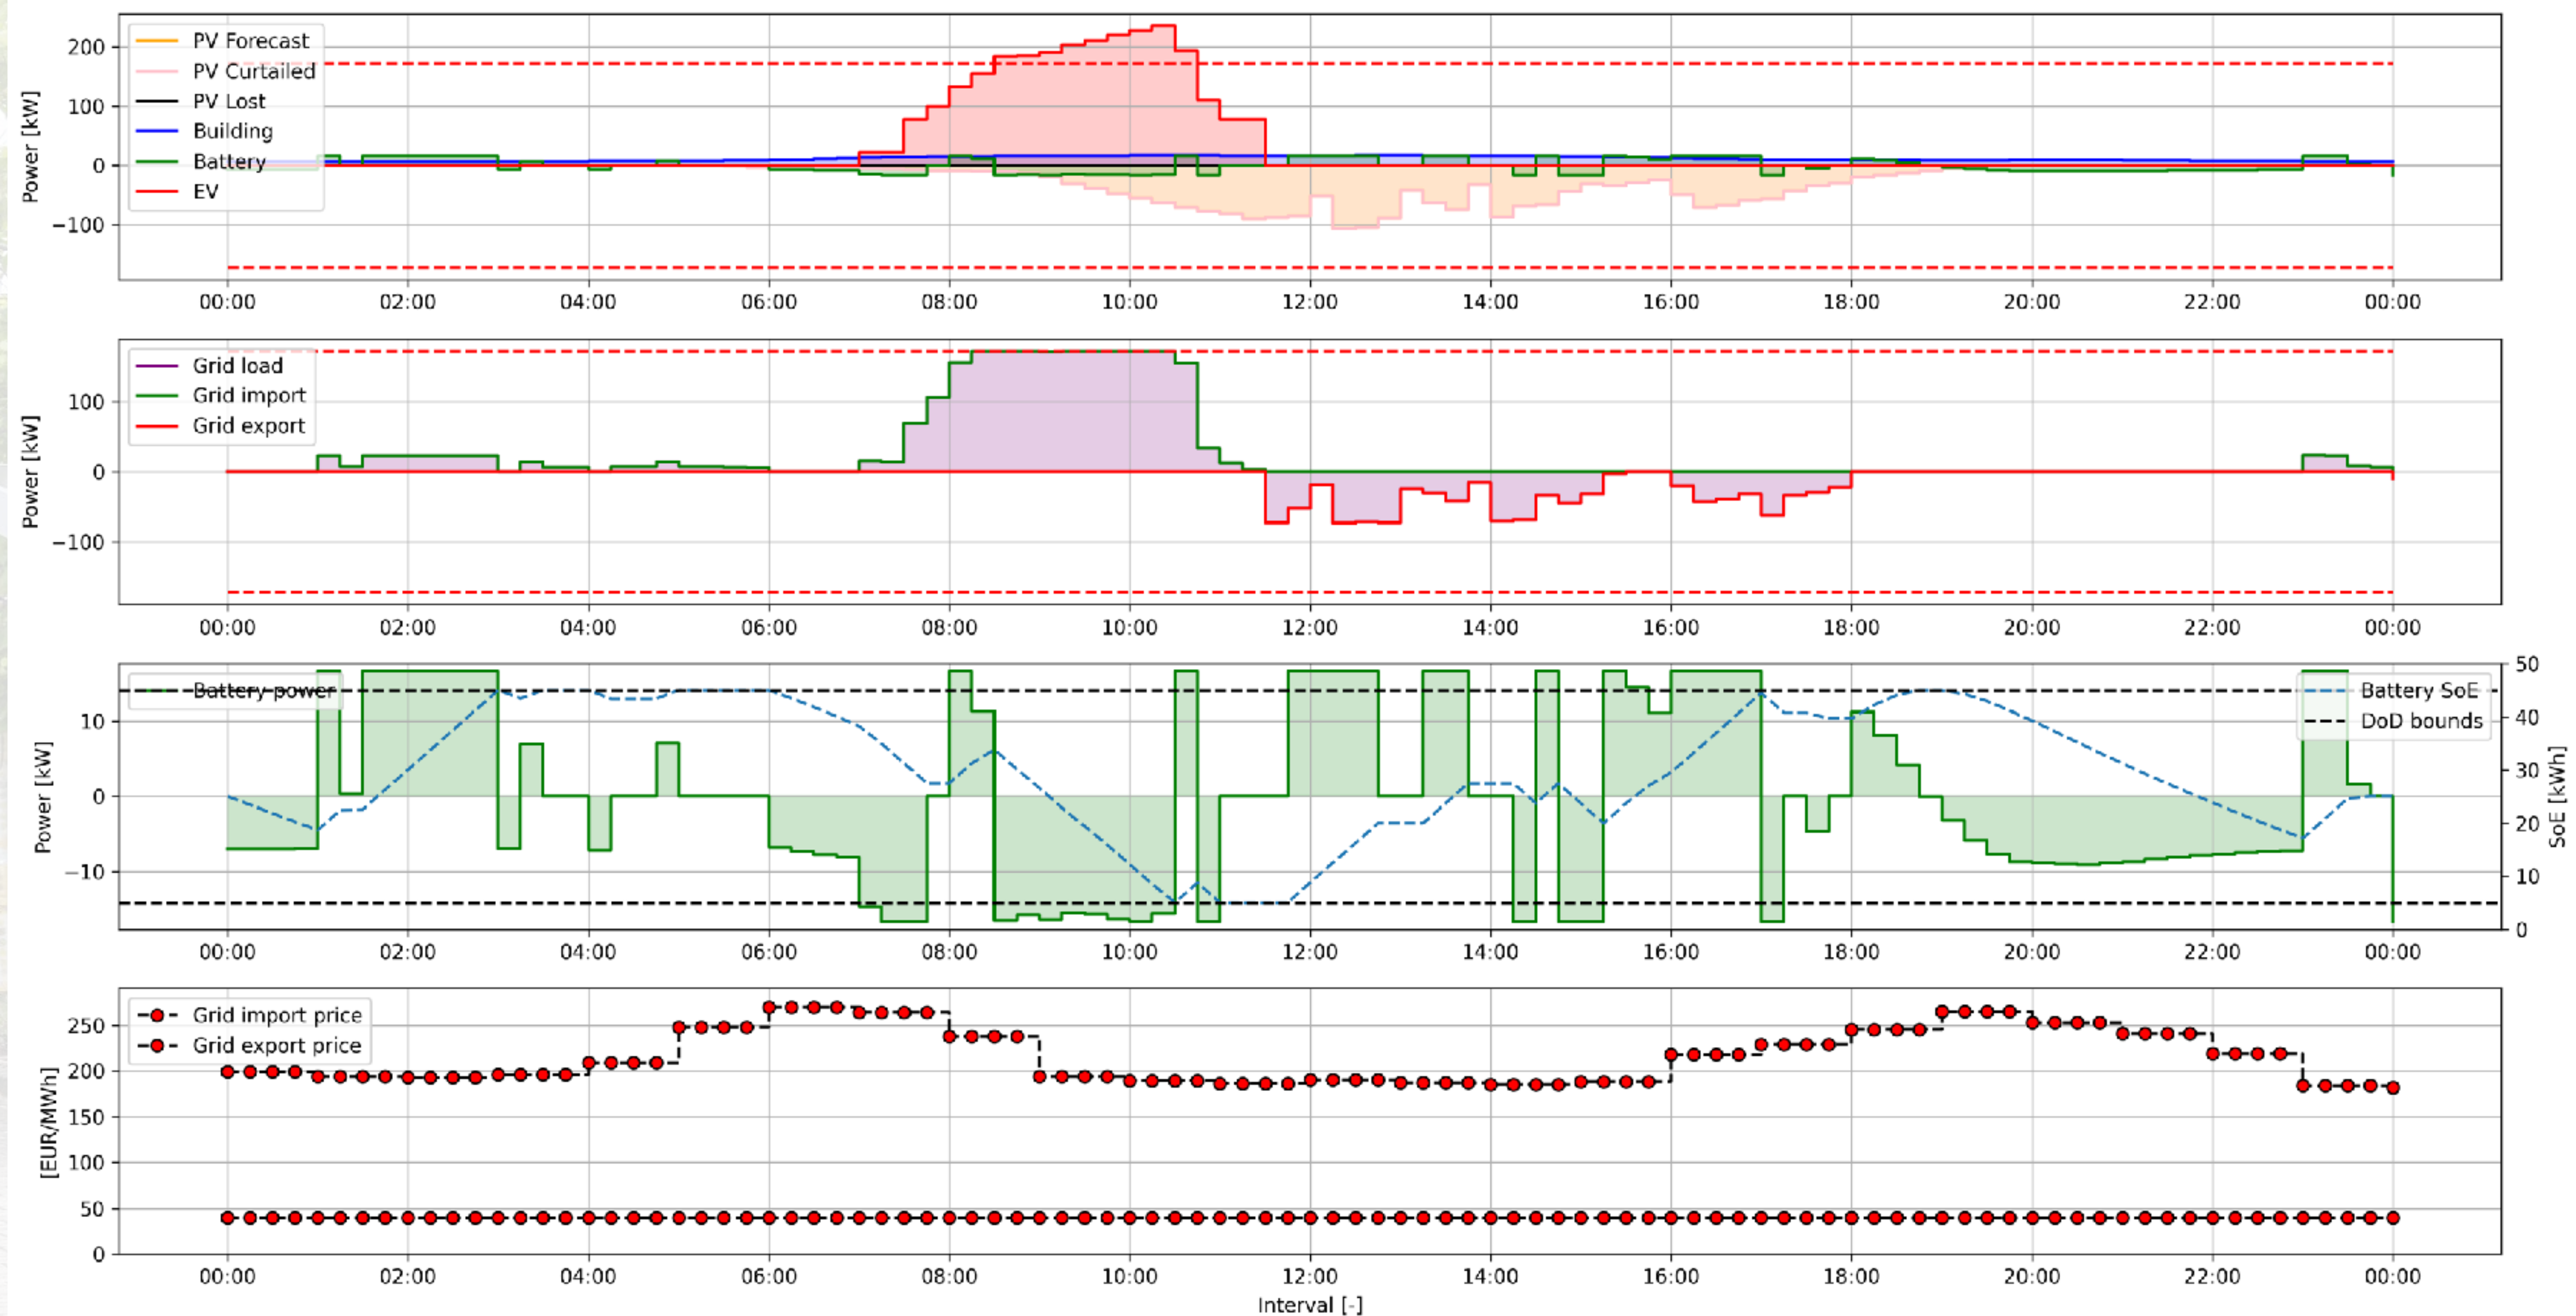 PV Forecast
PV Curtailed
PV Lost
Building
Battery
EV
Power [kW]
200
100
0
−100
00:00 02:00 04:00 06:00 08:00 10:00 12:00 14:00 16:00 18:00 20:00 22:00 00:00
Grid load
Grid import
Grid export
Power [kW]
100
0
−100
00:00 02:00 04:00 06:00 08:00 10:00 12:00 14:00 16:00 18:00 20:00 22:00 00:00
Battery power
Power [kW]
10
0
−10
Battery SoE
DoD bounds
50
40
30
20
10
0
SoE [kWh]
00:00 02:00 04:00 06:00 08:00 10:00 12:00 14:00 16:00 18:00 20:00 22:00 00:00
Grid import price
Grid export price
[EUR/MWh]
250
200
150
100
50
0
00:00 02:00 04:00 06:00 08:00 10:00 12:00 14:00 16:00 18:00 20:00 22:00 00:00
Interval [-]